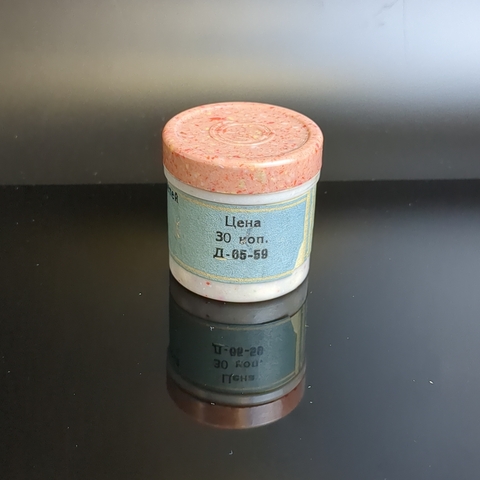 Цена
30 коп.
Д-05-59